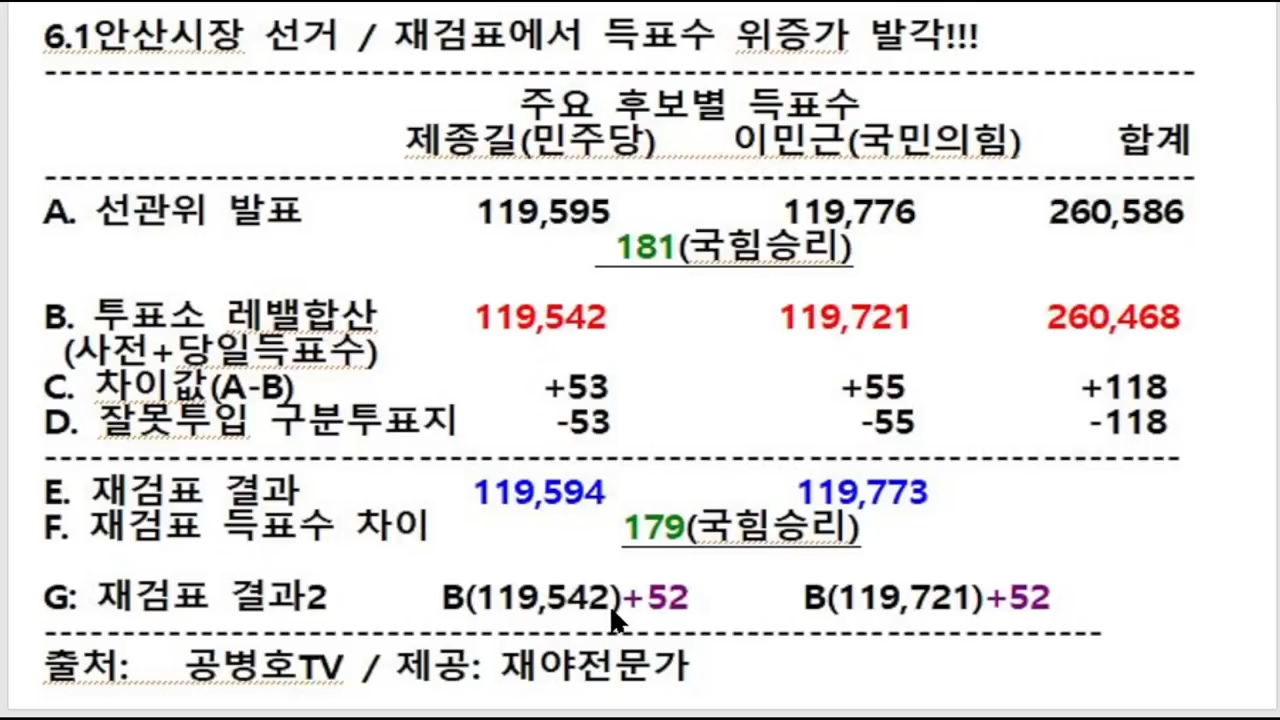 6.1안산시장 선거 / 재검표에서 득표수 위증가 발각!!!
주요 후보별 득표수
제종길(민주당) 이민근(국민의힘) 합계
A. 선관위 발표 119,595 119,776 260,586
181(국힘승리)
B. 투표소 레밸합산 119,542 119,721 260,468
(사전+당일득표수)
C. 차이값(A-B) +53 +55 +118
D. 잘못투입 구분투표지 -53 -55 -118
E. 재검표 결과 119,594 119,773
F. 재검표 득표수 차이 179(국힘승리)
G: 재검표 결과2 B(119,542)+52 B(119,721)+52
출처: 공병호TV / 제공: 재야전문가